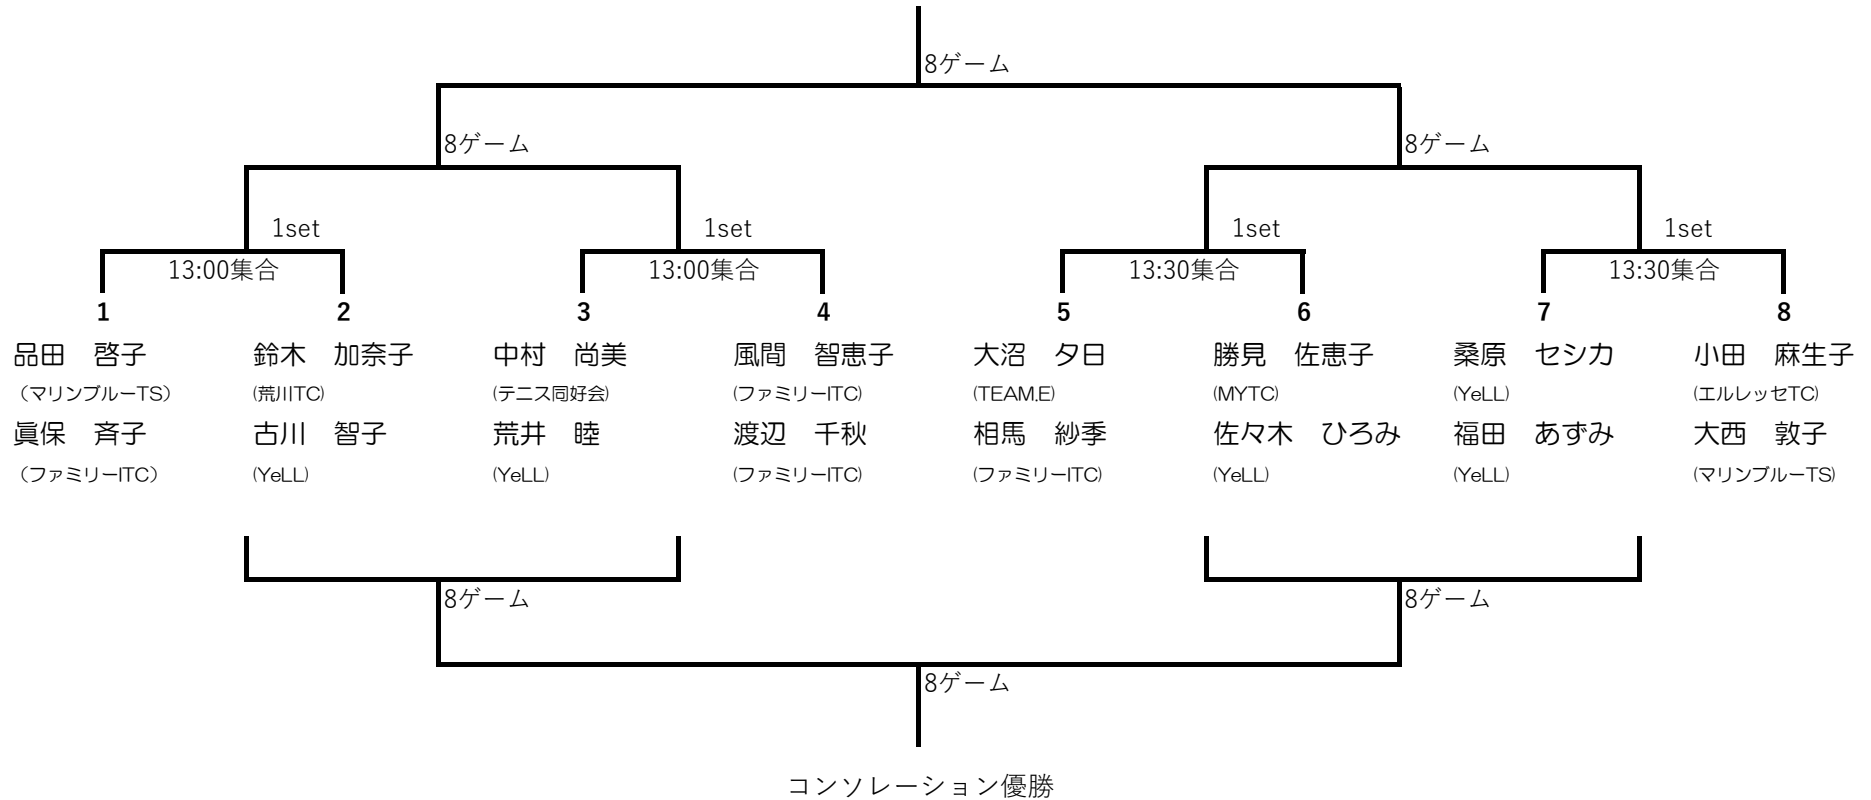 8ゲーム
8ゲーム 8ゲーム
1set 1set 1set 1set
13:00集合 13:00集合 13:30集合 13:30集合
1 2 3 4 5 6 7 8
品田　啓子 鈴木　加奈子 中村　尚美 風間　智恵子 大沼　夕日 勝見　佐恵子 桑原　セシカ 小田　麻生子
（マリンブルーTS） (荒川TC) (テニス同好会) (ファミリーITC) (TEAM.E) (MYTC) (YeLL) (エルレッセTC)
眞保　斉子 古川　智子 荒井　睦 渡辺　千秋 相馬　紗季 佐々木　ひろみ 福田　あずみ 大西　敦子
（ファミリーITC） (YeLL) (YeLL) (ファミリーITC) (ファミリーITC) (YeLL) (YeLL) (マリンブルーTS)
8ゲーム 8ゲーム
8ゲーム
コンソレーション優勝